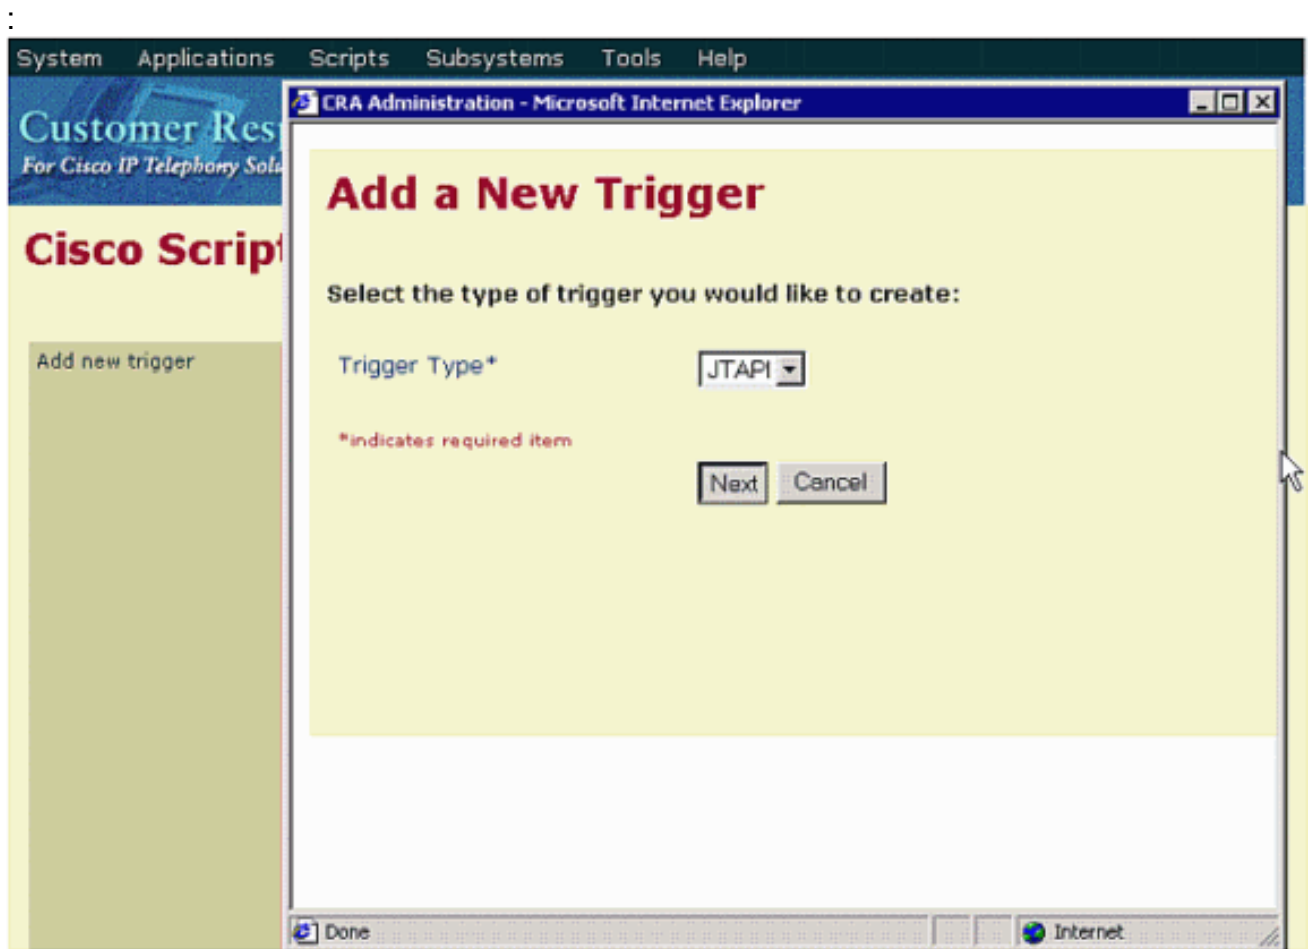 :
System Applications Scripts Subsystems Tools Help
CRA Administration - Microsoft Internet Explorer
Customer Res
For Cisco IP Telephony Solu
Add a New Trigger
Cisco Script
Select the type of trigger you would like to create:
Add new trigger
Trigger Type* JTAPI
*indicates required item
Next Cancel
Done Internet